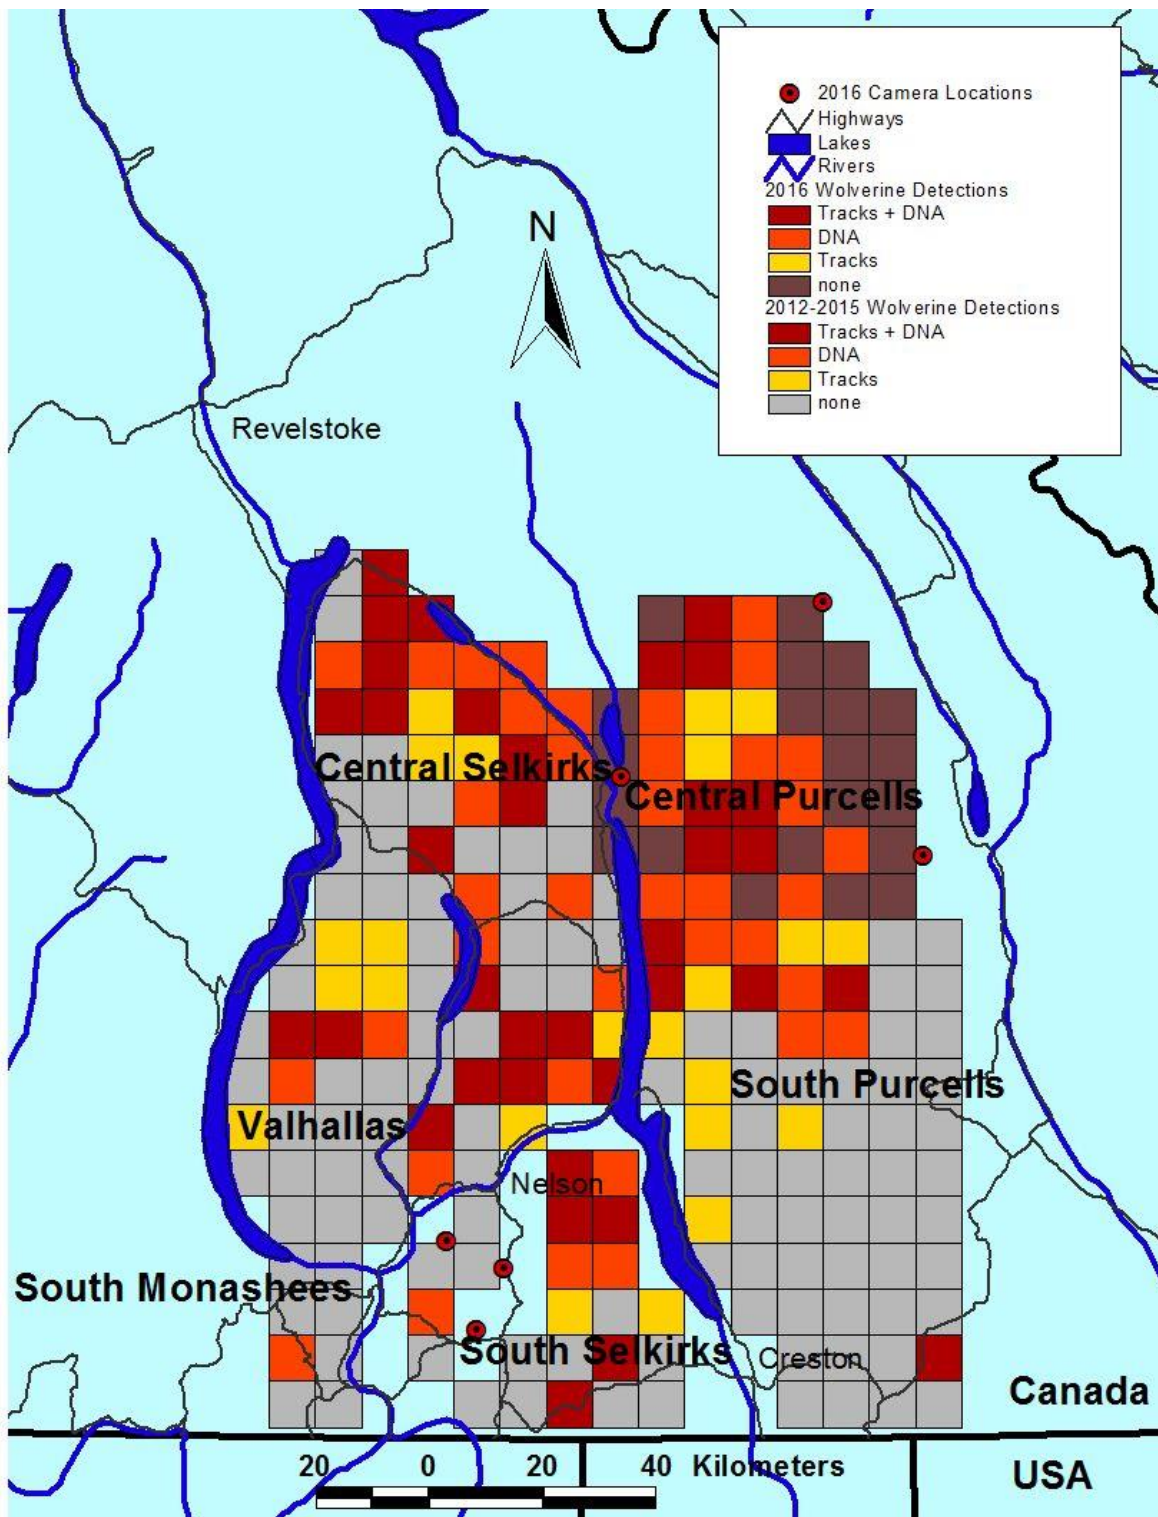 2016 Camera Locations
Highways
Lakes
Rivers
2016 Wolverine Detections
Tracks + DNA
DNA
Tracks
none
2012-2015 Wolverine Detections
Tracks + DNA
DNA
Tracks
none
N
Revelstoke
Central Selkirks
Central Purcells
South Purcells
Valhallas
Nelson
South Monashees
South Selkirks
Creston
Canada
20 0 20 40 Kilometers
USA